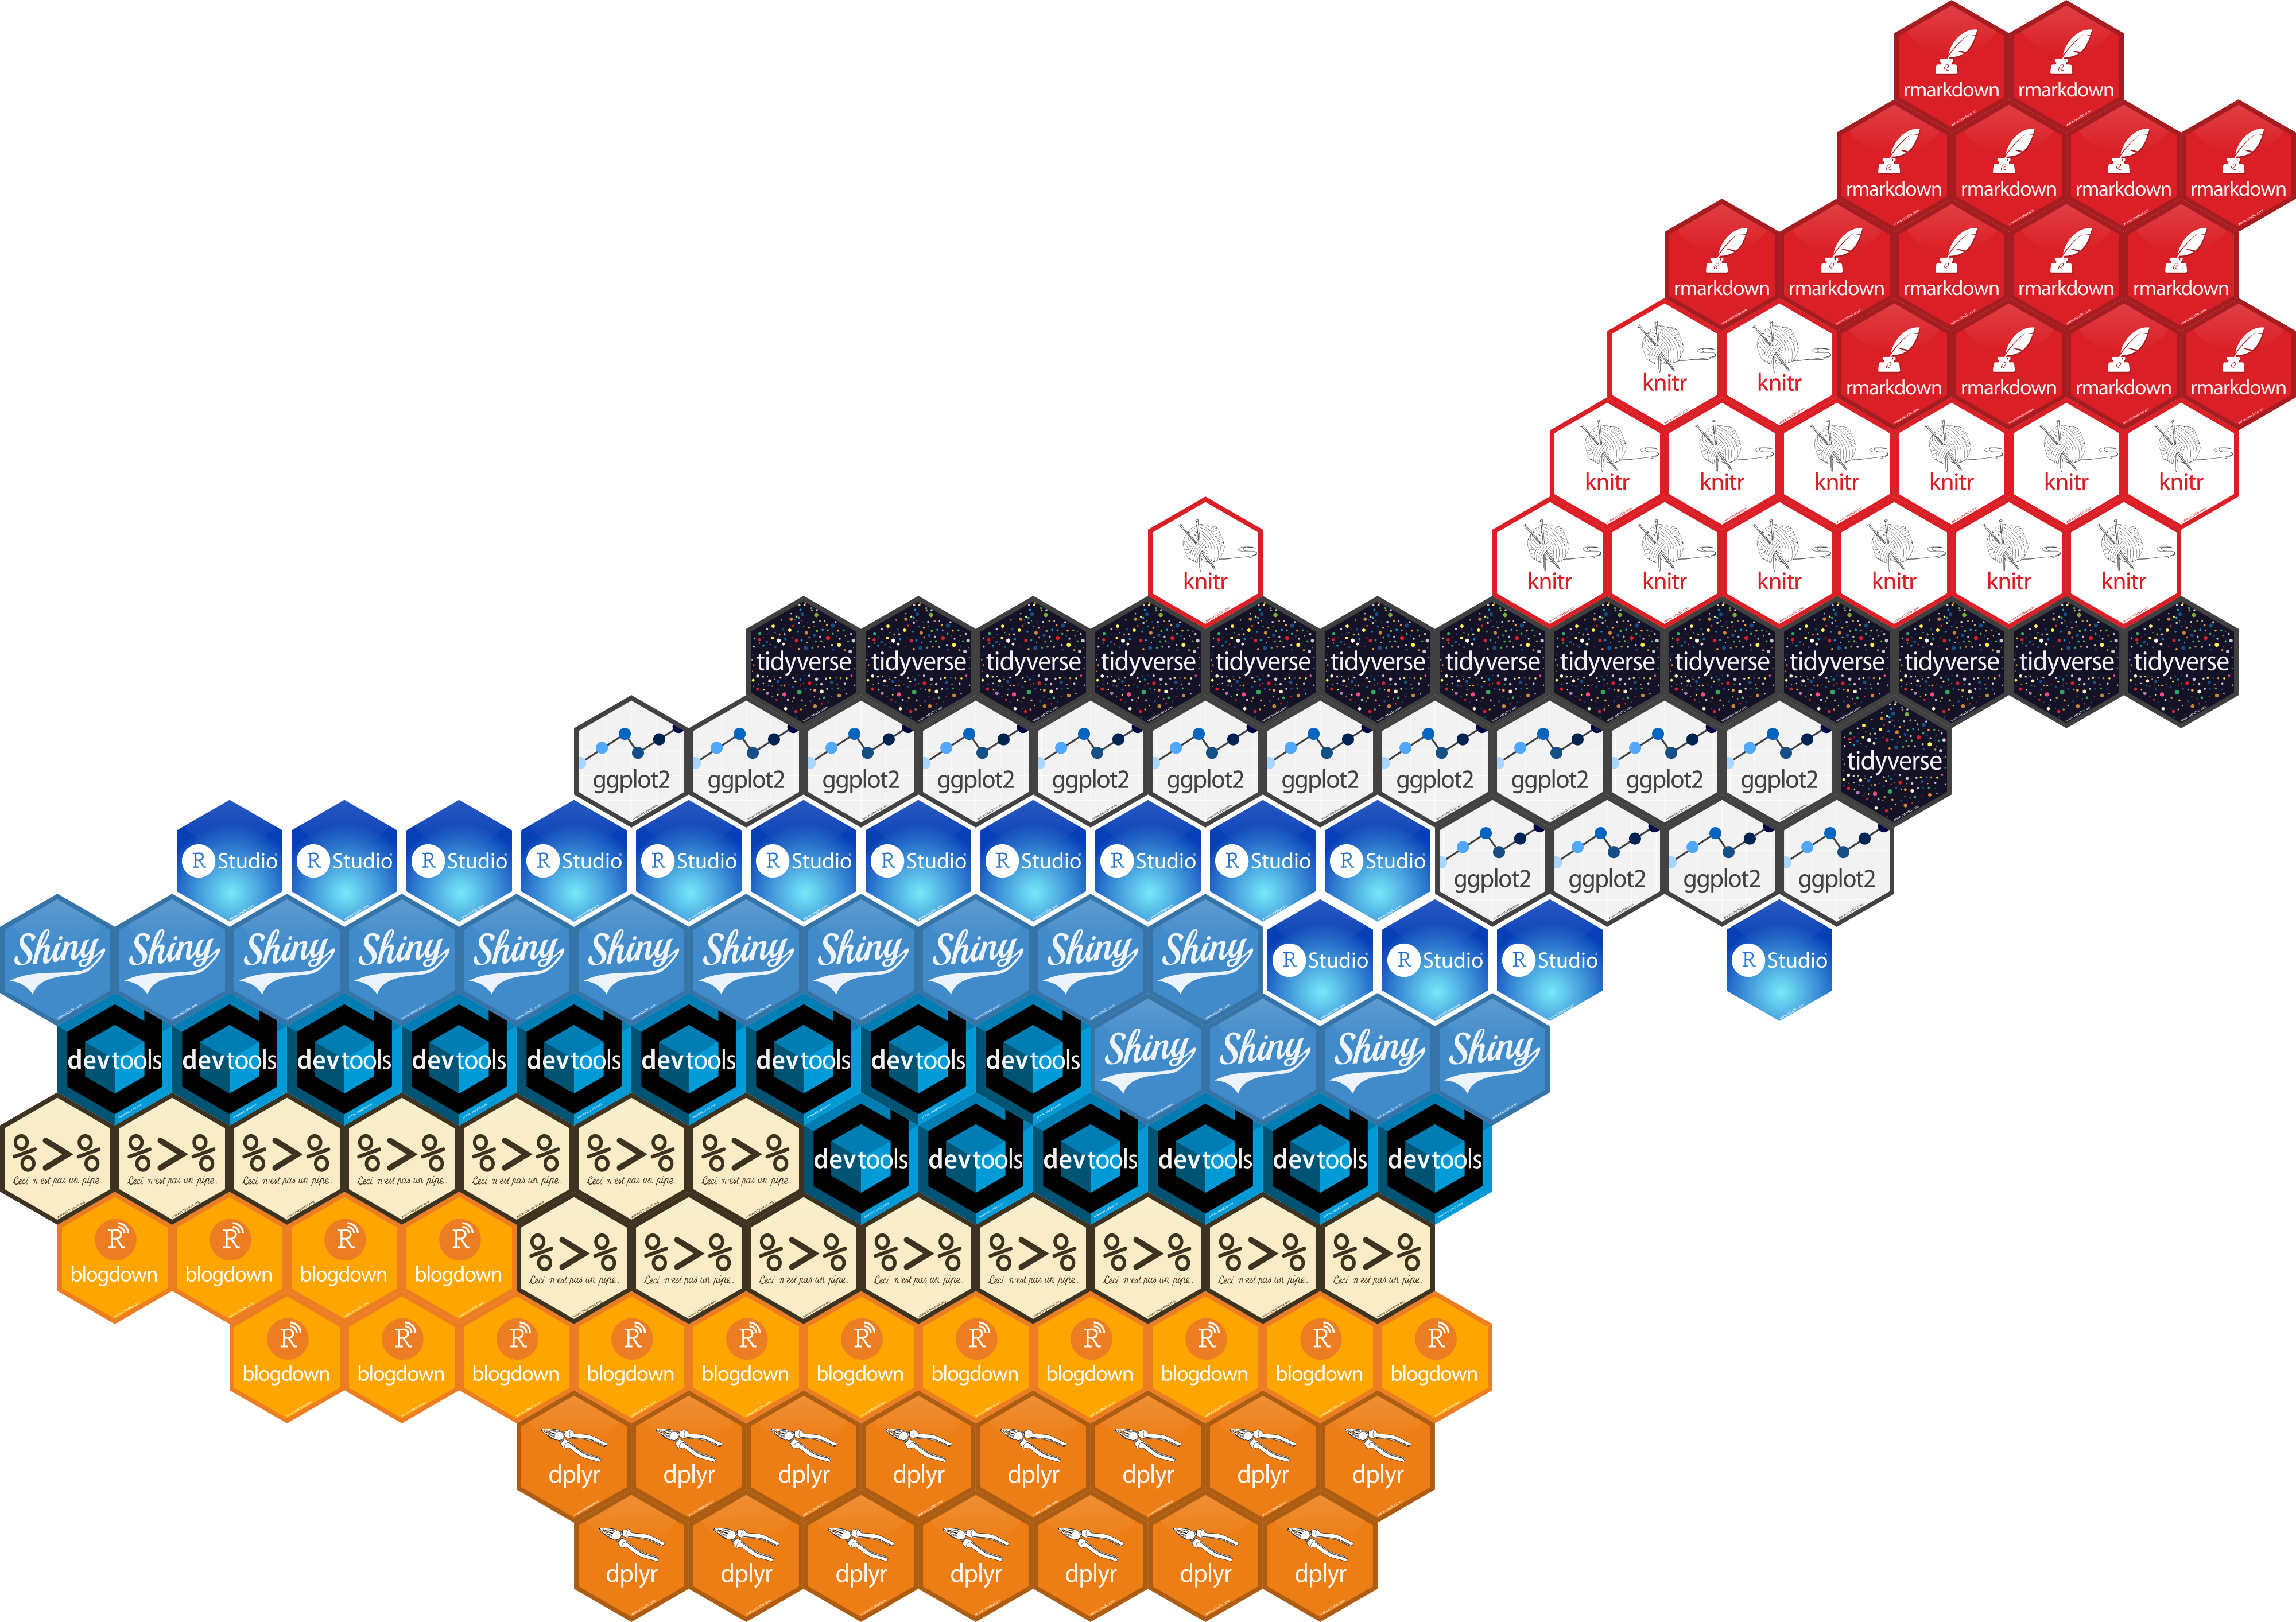 rmarkdown rmarkdown
rmarkdown rmarkdown rmarkdown rmarkdown
rmarkdown rmarkdown rmarkdown rmarkdown rmarkdown
knitr knitr rmarkdown rmarkdown rmarkdown rmarkdown
knitr knitr knitr knitr knitr knitr
knitr knitr knitr knitr knitr knitr knitr
tidyverse tidyverse tidyverse tidyverse tidyverse tidyverse tidyverse tidyverse tidyverse tidyverse tidyverse tidyverse tidyverse
ggplot2 ggplot2 ggplot2 ggplot2 ggplot2 ggplot2 ggplot2 ggplot2 ggplot2 ggplot2 ggplot2 tidyverse
R Studio R Studio R Studio R Studio R Studio R Studio R Studio R Studio R Studio R Studio R Studio ggplot2 ggplot2 ggplot2 ggplot2
Shiny Shiny Shiny Shiny Shiny Shiny Shiny Shiny Shiny Shiny Shiny R Studio R Studio R Studio R Studio
devtools devtools devtools devtools devtools devtools devtools devtools devtools Shiny Shiny Shiny Shiny
%>% %>% %>% %>% %>% %>% %>% devtools devtools devtools devtools devtools devtools
Ceci n'est pas un pipe. Ceci n'est pas un pipe. Ceci n'est pas un pipe. Ceci n'est pas un pipe. Ceci n'est pas un pipe. Ceci n'est pas un pipe. Ceci n'est pas un pipe.
R R R R %>% %>% %>% %>% %>% %>% %>% %>%
blogdown blogdown blogdown blogdown Ceci n'est pas un pipe. Ceci n'est pas un pipe. Ceci n'est pas un pipe. Ceci n'est pas un pipe. Ceci n'est pas un pipe. Ceci n'est pas un pipe. Ceci n'est pas un pipe. Ceci n'est pas un pipe.
R R R R R R R R R R R
blogdown blogdown blogdown blogdown blogdown blogdown blogdown blogdown blogdown blogdown blogdown
dplyr dplyr dplyr dplyr dplyr dplyr dplyr dplyr
dplyr dplyr dplyr dplyr dplyr dplyr dplyr